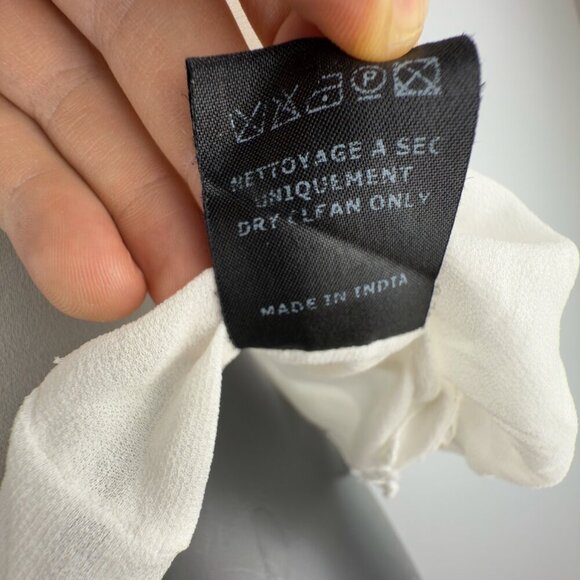 P
NETTOYAGE A SEC
UNIQUEMENT
DRY CLEAN ONLY
MADE IN INDIA